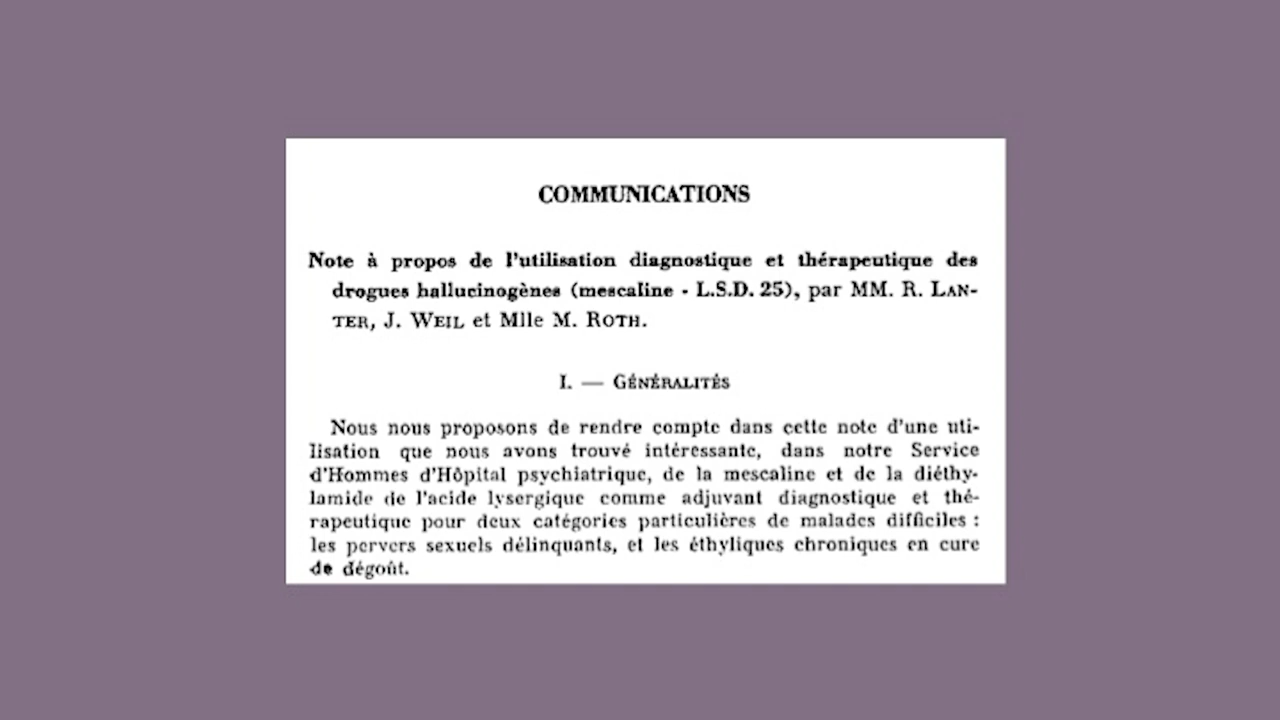 COMMUNICATIONS
Note à propos de l'utilisation diagnostique et thérapeutique des
drogues hallucinogènes (mescaline - L.S.D. 25), par MM. R. LAN-
TER, J. WEIL et Mlle M. ROTH.
I. — GÉNÉRALITÉS
Nous nous proposons de rendre compte dans cette note d'une uti-
lisation que nous avons trouvé intéressante, dans notre Service
d'Hommes d'Hôpital psychiatrique, de la mescaline et de la diéthy-
lamide de l'acide lysergique comme adjuvant diagnostique et thé-
rapeutique pour deux catégories particulières de malades difficiles :
les pervers sexuels délinquants, et les éthyliques chroniques en cure
de dégoût.